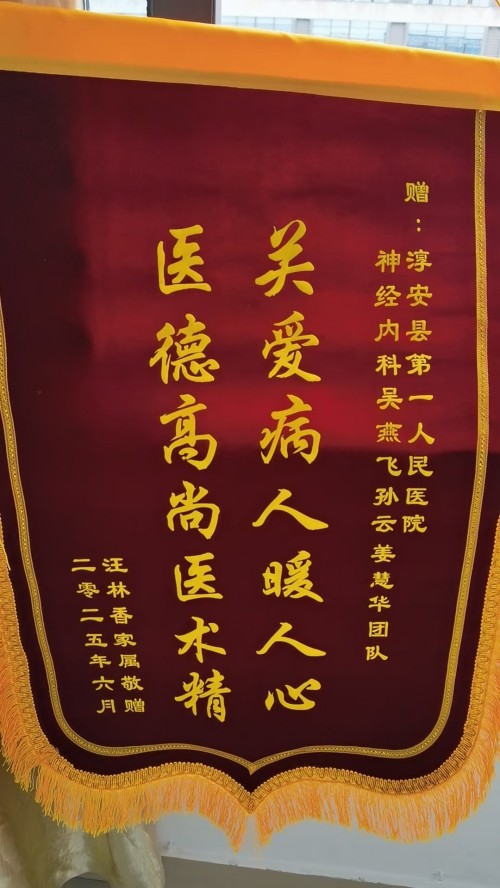 赠：淳安县第一人民医院
神经内科吴燕飞孙云姜慧华团队
关爱病人暖人心
医德高尚医术精
汪林香家属敬赠
二零二五年六月